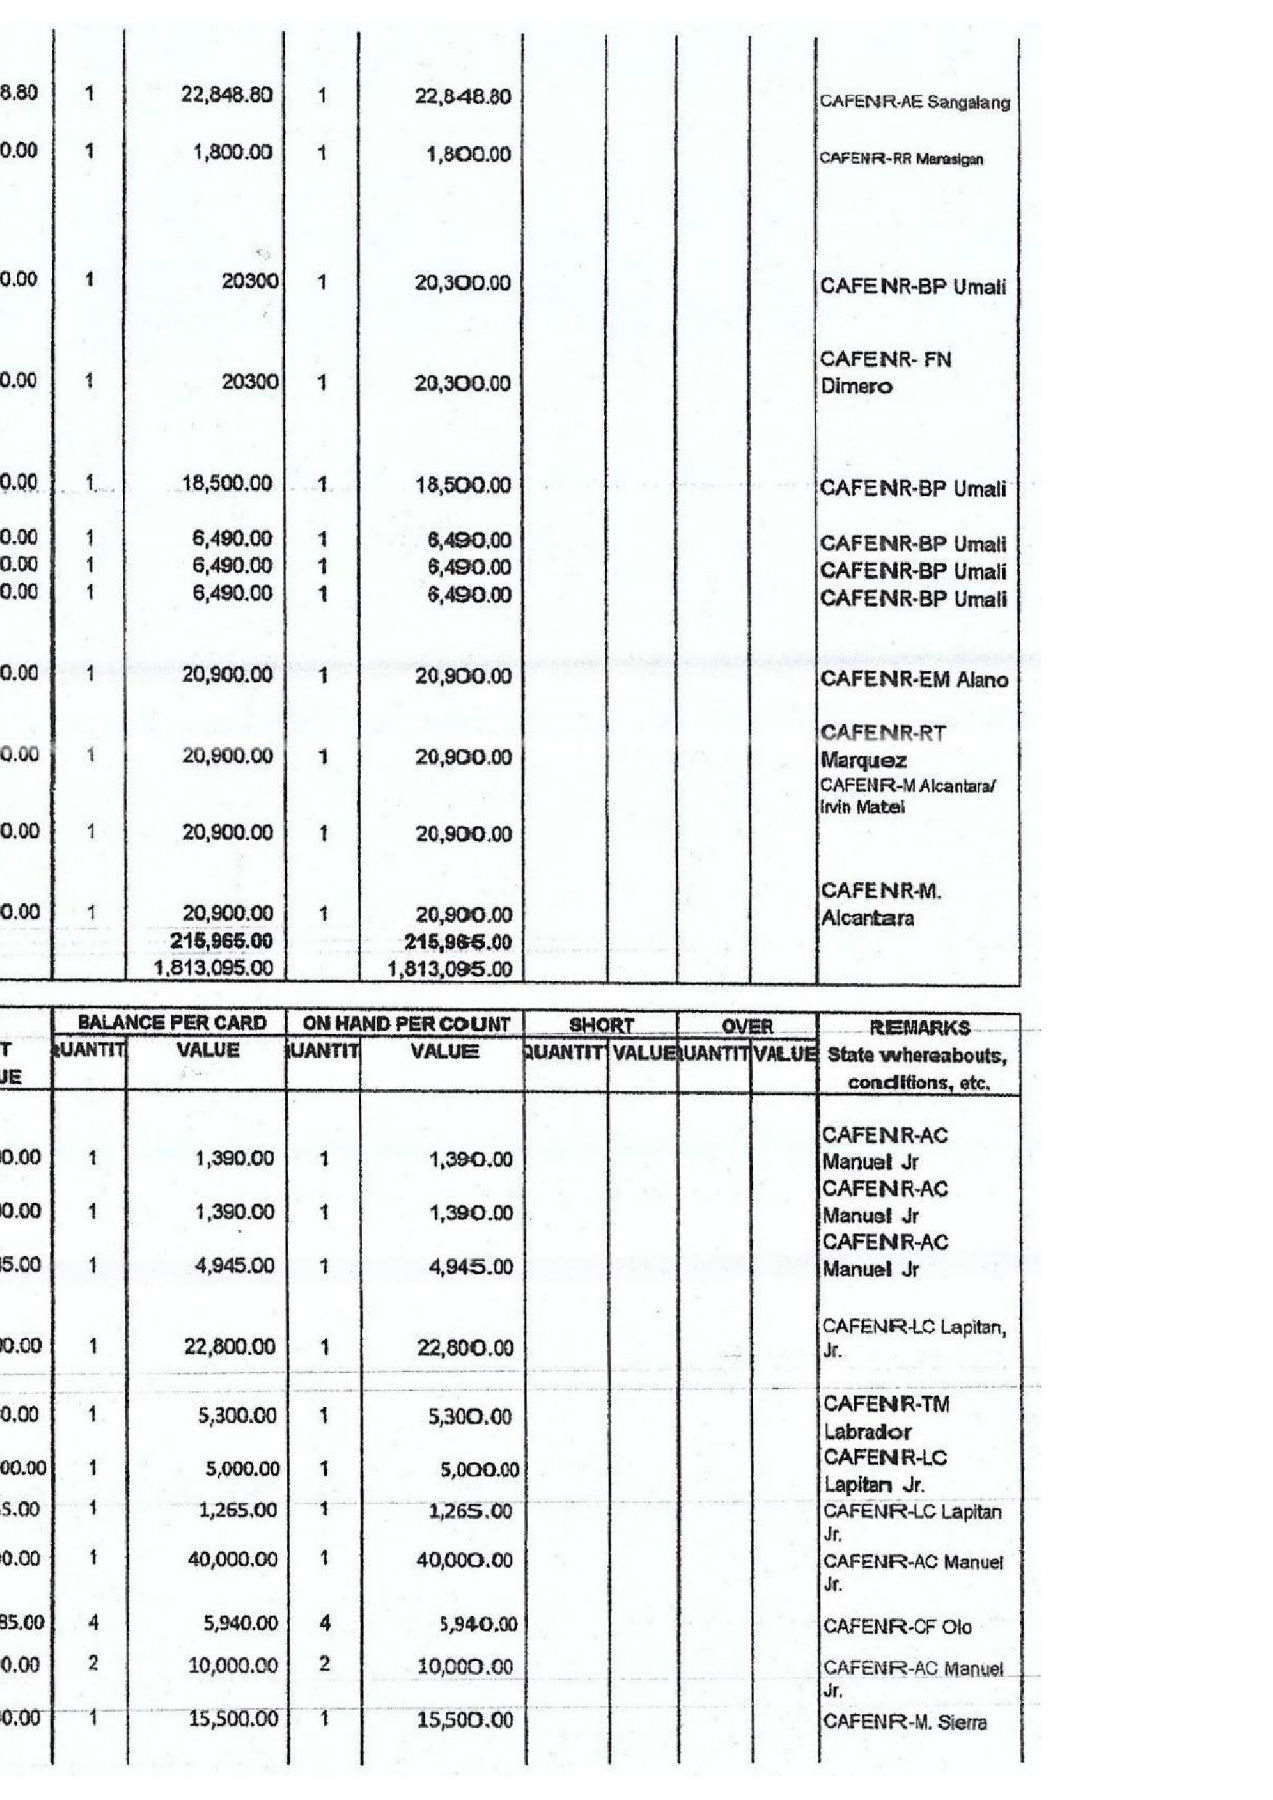 8.80 1 22,848.80 1 22,848.80 CAFENR-AE Sangalang
0.00 1 1,800.00 1 1,800.00 CAFENR-RR Marasigan
0.00 1 20300 1 20,300.00 CAFENR-BP Umali
CAFENR- FN
0.00 1 20300 1 20,300.00 Dimero
0.00 1 18,500.00 1 18,500.00 CAFENR-BP Umali
0.00 1 6,490.00 1 6,490.00 CAFENR-BP Umali
0.00 1 6,490.00 1 6,490.00 CAFENR-BP Umali
0.00 1 6,490.00 1 6,490.00 CAFENR-BP Umali
0.00 1 20,900.00 1 20,900.00 CAFENR-EM Alano
CAFENR-RT
0.00 1 20,900.00 1 20,900.00 Marquez
CAFENR-M Alcantara/
Irvin Matel
0.00 1 20,900.00 1 20,900.00
CAFENR-M.
0.00 1 20,900.00 1 20,900.00 Alcantara
215,965.00 215,965.00
1,813,095.00 1,813,095.00
BALANCE PER CARD ON HAND PER COUNT SHORT OVER REMARKS
T UANTIT VALUE UANTIT VALUE QUANTIT VALUE UANTIT VALUE State whereabouts,
UE conditions, etc.
CAFENR-AC
0.00 1 1,390.00 1 1,390.00 Manuel Jr
CAFENR-AC
0.00 1 1,390.00 1 1,390.00 Manuel Jr
CAFENR-AC
5.00 1 4,945.00 1 4,945.00 Manuel Jr
CAFENR-LC Lapitan,
0.00 1 22,800.00 1 22,800.00 Jr.
CAFENR-TM
0.00 1 5,300.00 1 5,300.00 Labrador
CAFENR-LC
00.00 1 5,000.00 1 5,000.00 Lapitan Jr.
5.00 1 1,265.00 1 1,265.00 CAFENR-LC Lapitan
Jr.
0.00 1 40,000.00 1 40,000.00 CAFENR-AC Manuel
Jr.
85.00 4 5,940.00 4 5,940.00 CAFENR-CF Olo
0.00 2 10,000.00 2 10,000.00 CAFENR-AC Manuel
Jr.
0.00 1 15,500.00 1 15,500.00 CAFENR-M. Sierra